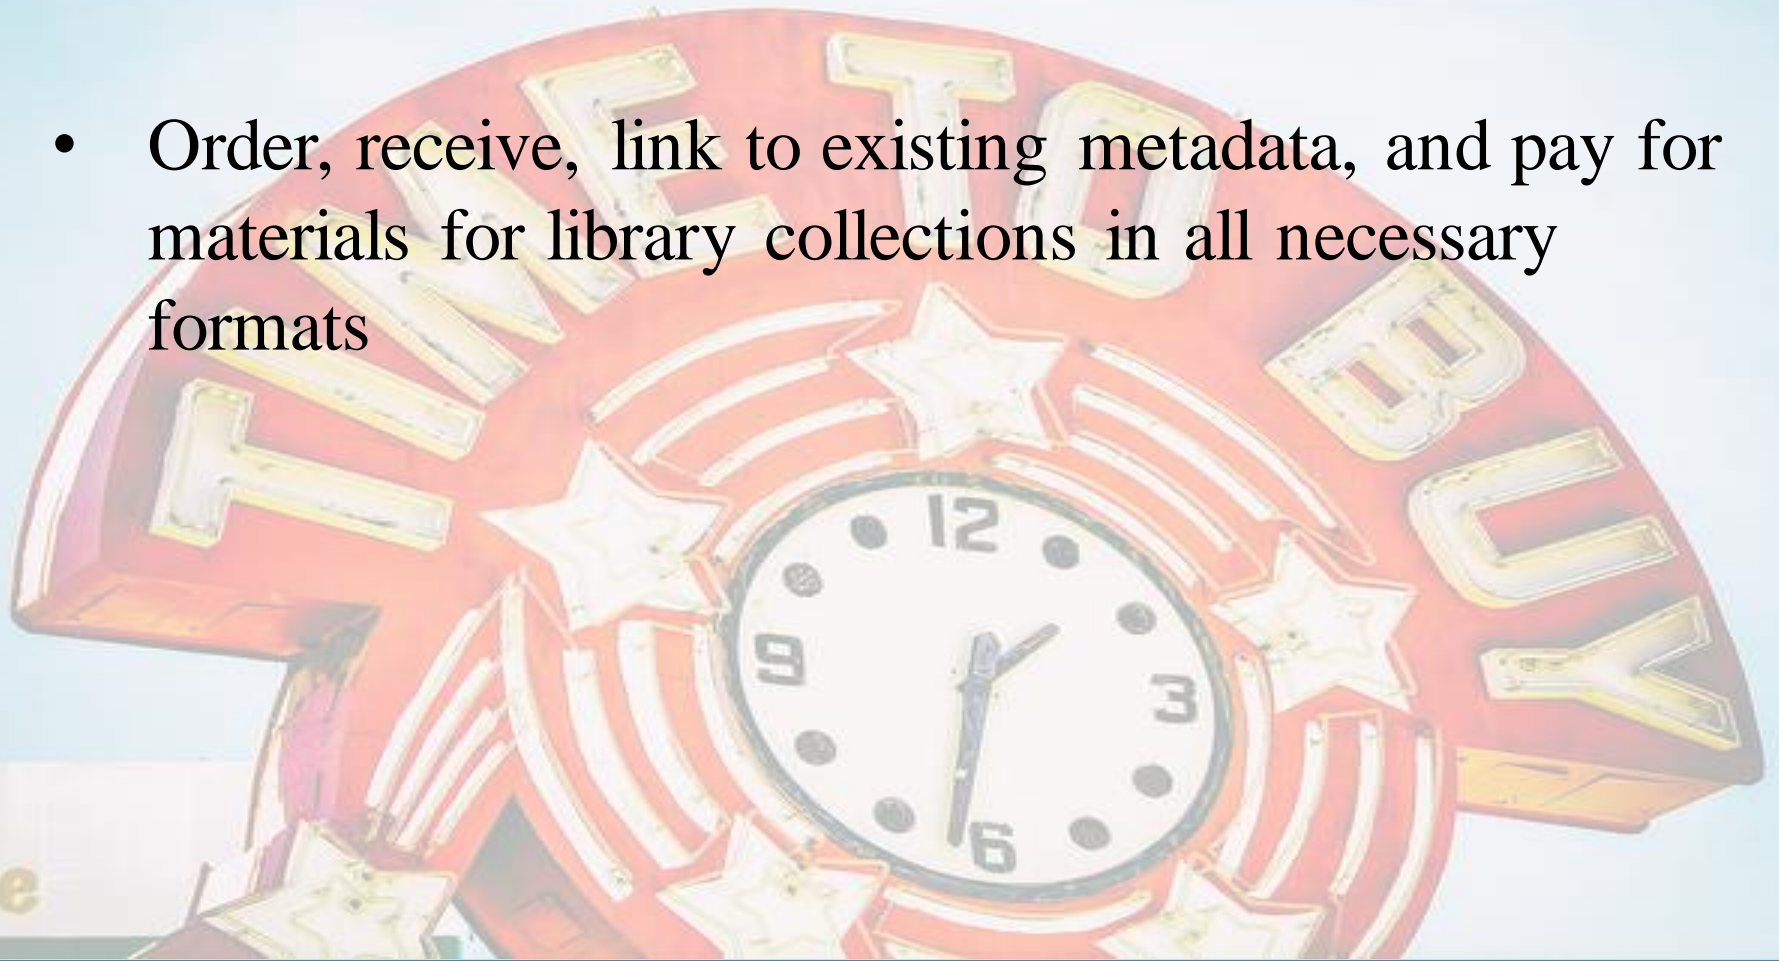 • Order, receive, link to existing metadata, and pay for
materials for library collections in all necessary
formats
TIME TO BUY
12
9
3
6
e